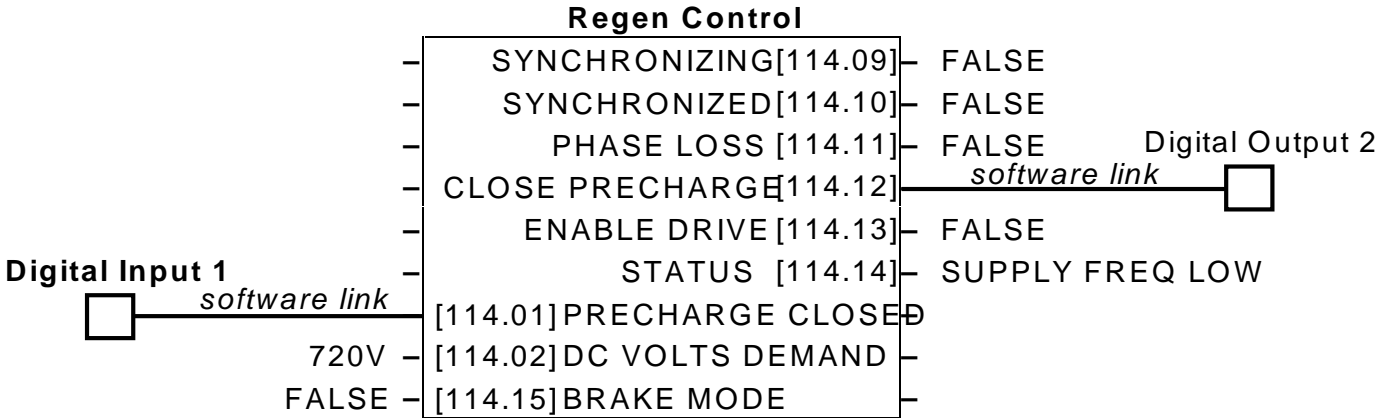 Regen Control
SYNCHRONIZING[114.09] FALSE
SYNCHRONIZED[114.10] FALSE
PHASE LOSS [114.11] FALSE
Digital Output 2
CLOSE PRECHARGE[114.12] software link
ENABLE DRIVE [114.13] FALSE
Digital Input 1
STATUS [114.14] SUPPLY FREQ LOW
software link
[114.01] PRECHARGE CLOSED
720V [114.02] DC VOLTS DEMAND
FALSE [114.15] BRAKE MODE